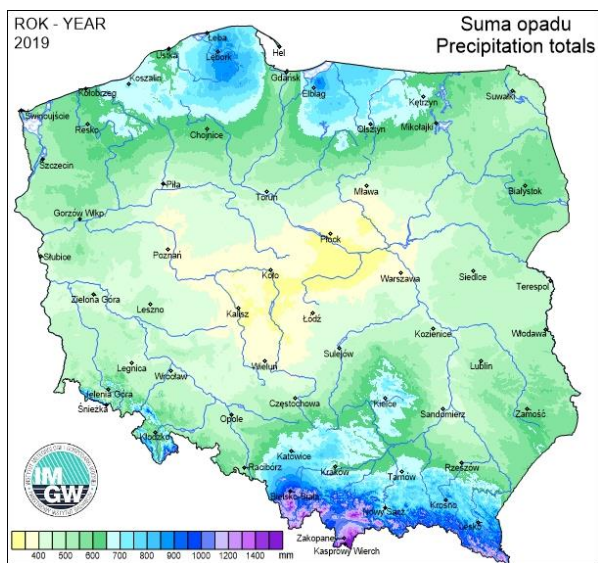 ROK - YEAR
2019
Suma opadu
Precipitation totals
Łeba
Ustka
Lębork
Hel
Koszalin
Gdańsk
Kołobrzeg
Elbląg
Kętrzyn
Suwałki
Świnoujście
Resko
Chojnice
Olsztyn
Mikołajki
Szczecin
Piła
Toruń
Mława
Białystok
Gorzów Wlkp
Płock
Słubice
Poznań
Koło
Warszawa
Siedlce
Terespol
Zielona Góra
Leszno
Kalisz
Łódź
Kozienice
Włodawa
Sulejów
Legnica
Wrocław
Wieluń
Lublin
Jelenia Góra
Śnieżka
Opole
Częstochowa
Kielce
Sandomierz
Zamość
Kłodzko
Katowice
Racibórz
Kraków
Tarnów
Rzeszów
Bielsko-Biała
Nowy Sącz
Krosno
Lesko
Zakopane
Kasprowy Wierch
IM
GW
400 500 600 700 800 900 1000 1200 1400 mm